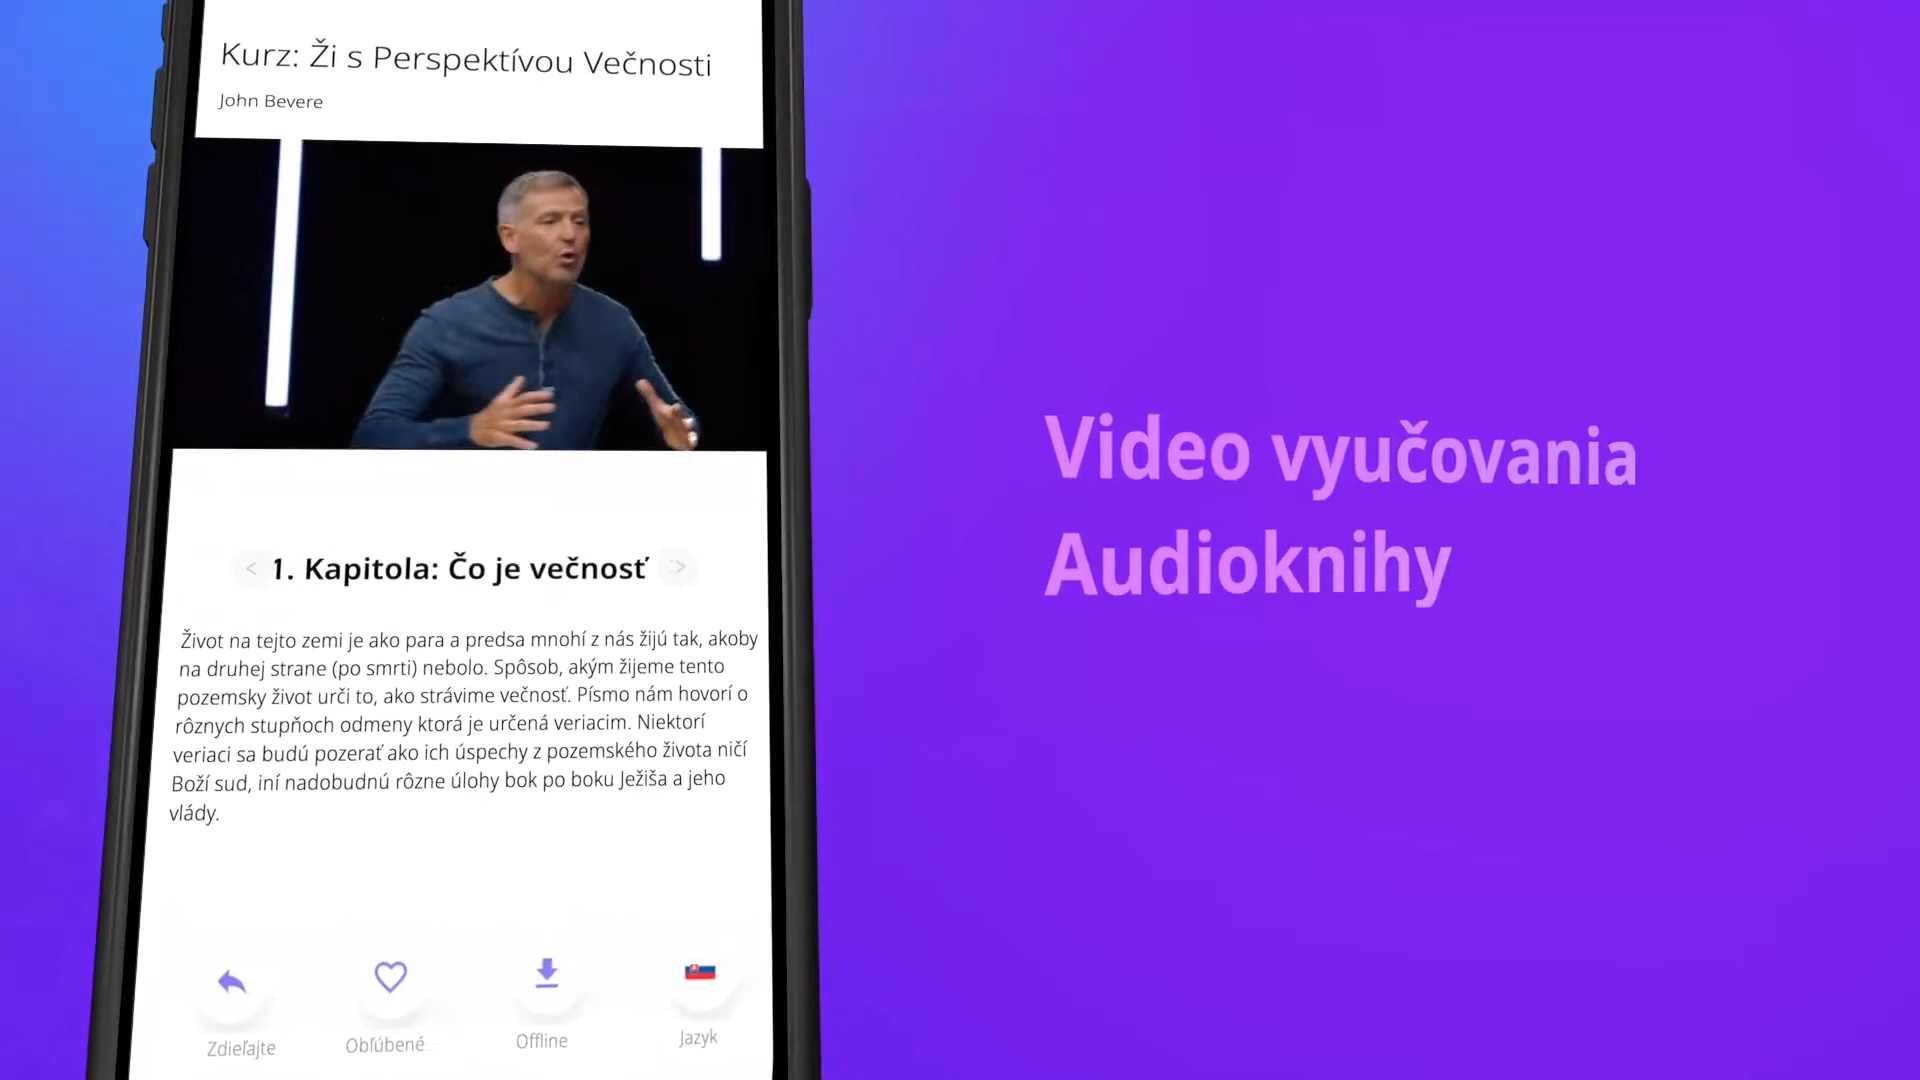 Kurz: Ži s Perspektívou Večnosti
John Bevere
< 1. Kapitola: Čo je večnosť >
Život na tejto zemi je ako para a predsa mnohí z nás žijú tak, akoby
na druhej strane (po smrti) nebolo. Spôsob, akým žijeme tento
pozemsky život urči to, ako strávime večnosť. Písmo nám hovorí o
rôznych stupňoch odmeny ktorá je určená veriacim. Niektorí
veriaci sa budú pozerať ako ich úspechy z pozemského života ničí
Boží sud, iní nadobudnú rôzne úlohy bok po boku Ježiša a jeho
vlády.
Zdieľajte
Obľúbené
Offline
Jazyk
Video vyučovania
Audioknihy